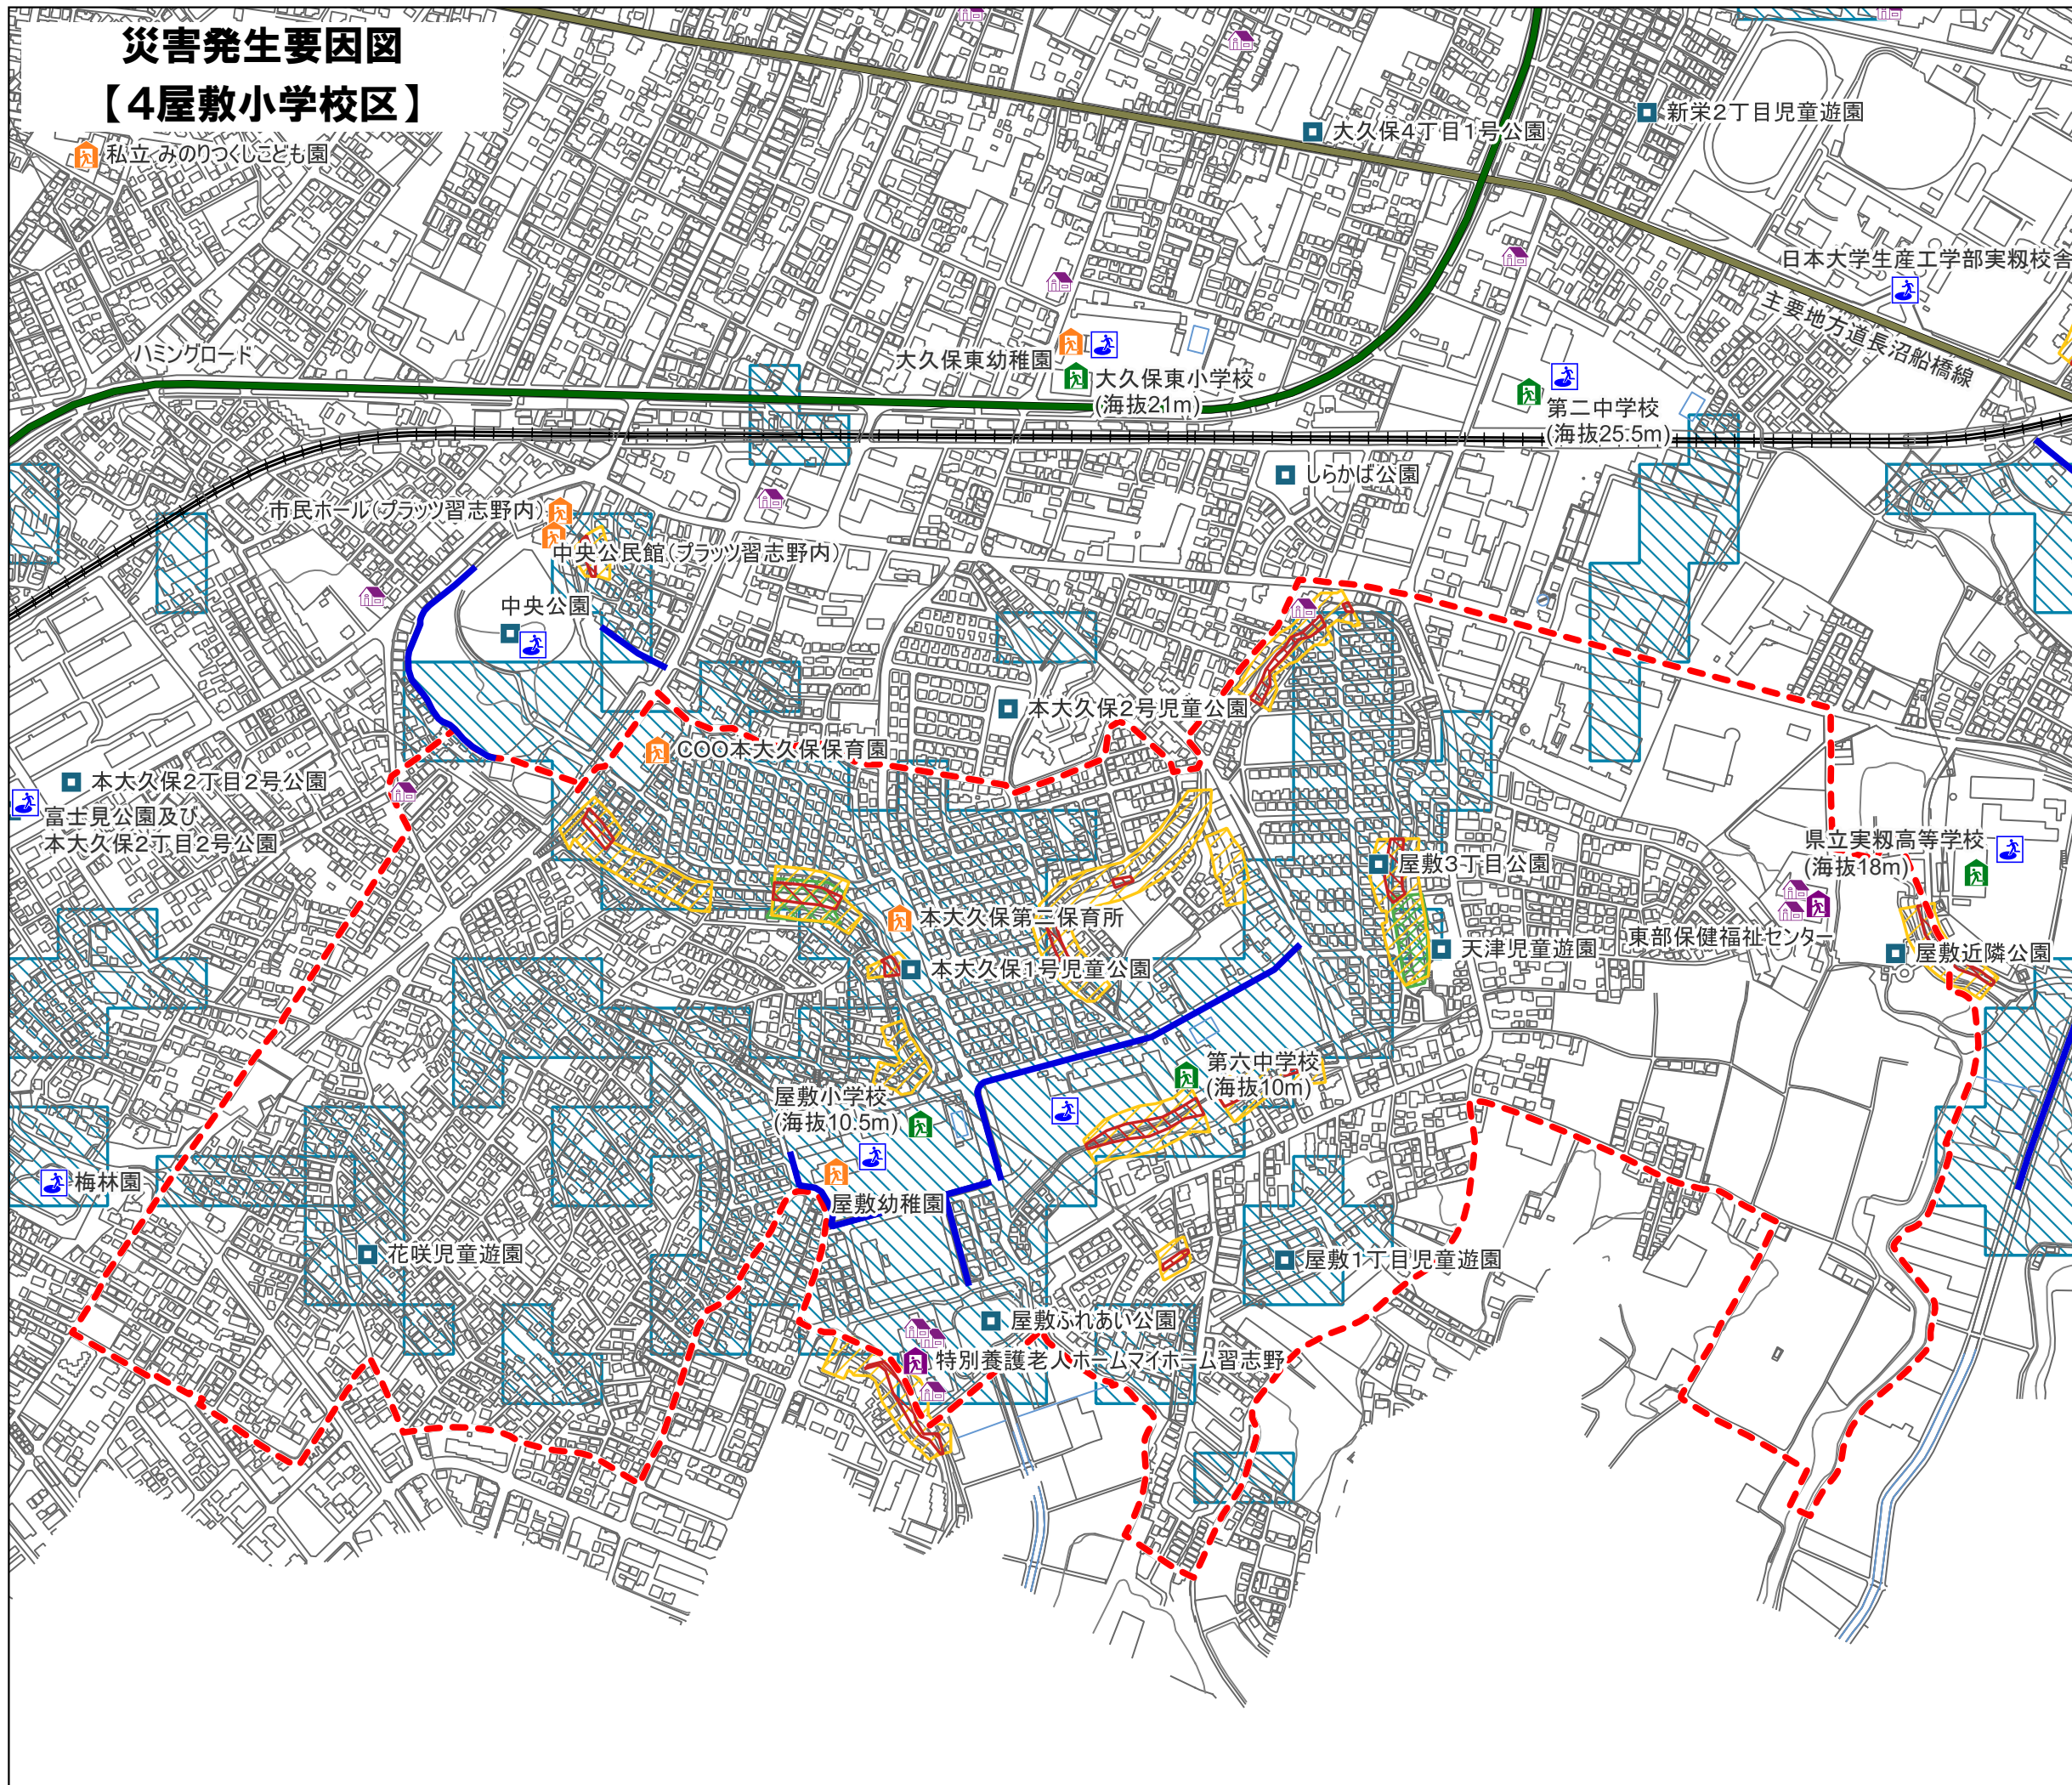 災害発生要因図
【4屋敷小学校区】
新栄2丁目児童遊園
大久保4丁目1号公園
私立 みのりつくしこども園
日本大学生産工学部実籾校舎
主要地方道長沼船橋線
ハミングロード
大久保東幼稚園
大久保東小学校
(海抜21m)
第二中学校
(海抜25.5m)
しらかば公園
市民ホール(プラッツ習志野内)
中央公民館(プラッツ習志野内)
中央公園
本大久保2号児童公園
COO本大久保保育園
本大久保2丁目2号公園
富士見公園及び
本大久保2丁目2号公園
県立実籾高等学校
(海抜18m)
屋敷3丁目公園
本大久保第二保育所
東部保健福祉センター
天津児童遊園
屋敷近隣公園
本大久保1号児童公園
第六中学校
(海抜10m)
屋敷小学校
(海抜10.5m)
梅林園
屋敷幼稚園
花咲児童遊園
屋敷1丁目児童遊園
屋敷ふれあい公園
特別養護老人ホームマイホーム習志野